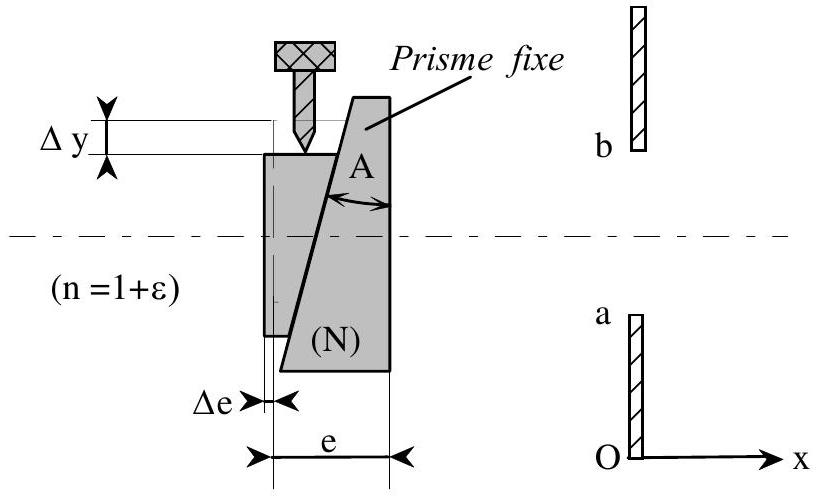 Prisme fixe
Δ y
b
A
(n =1+ε)
a
(N)
Δe
e
O
x